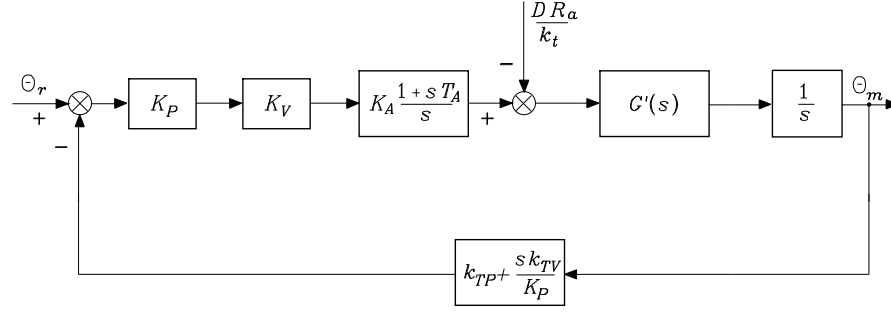 D R_a
k_t
−
Θ_r
+
−
K_P
K_V
K_A 1 + s T_A
s
+
G'(s)
1
s
Θ_m
k_TP + s k_TV
K_P